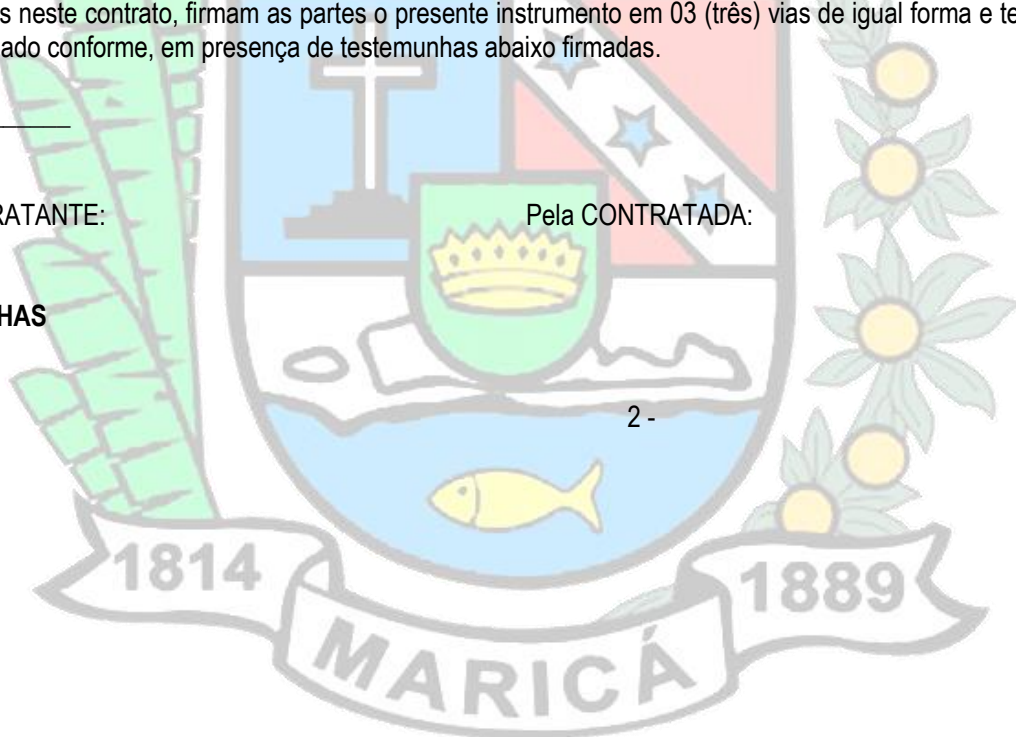 s neste contrato, firmam as partes o presente instrumento em 03 (três) vias de igual forma e te
ado conforme, em presença de testemunhas abaixo firmadas.
RATANTE: Pela CONTRATADA:
HAS
2 -
1814 1889
MARICÁ